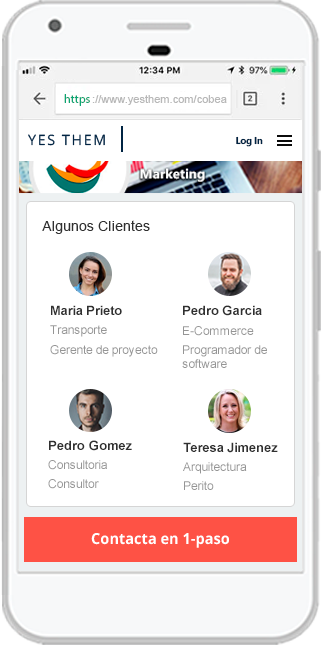 12:34 PM
97%
https://www.yesthem.com/cobea
2
YES THEM
Log In
Marketing
Algunos Clientes
Maria Prieto
Transporte
Gerente de proyecto
Pedro Garcia
E-Commerce
Programador de
software
Pedro Gomez
Consultoria
Consultor
Teresa Jimenez
Arquitectura
Perito
Contacta en 1-paso